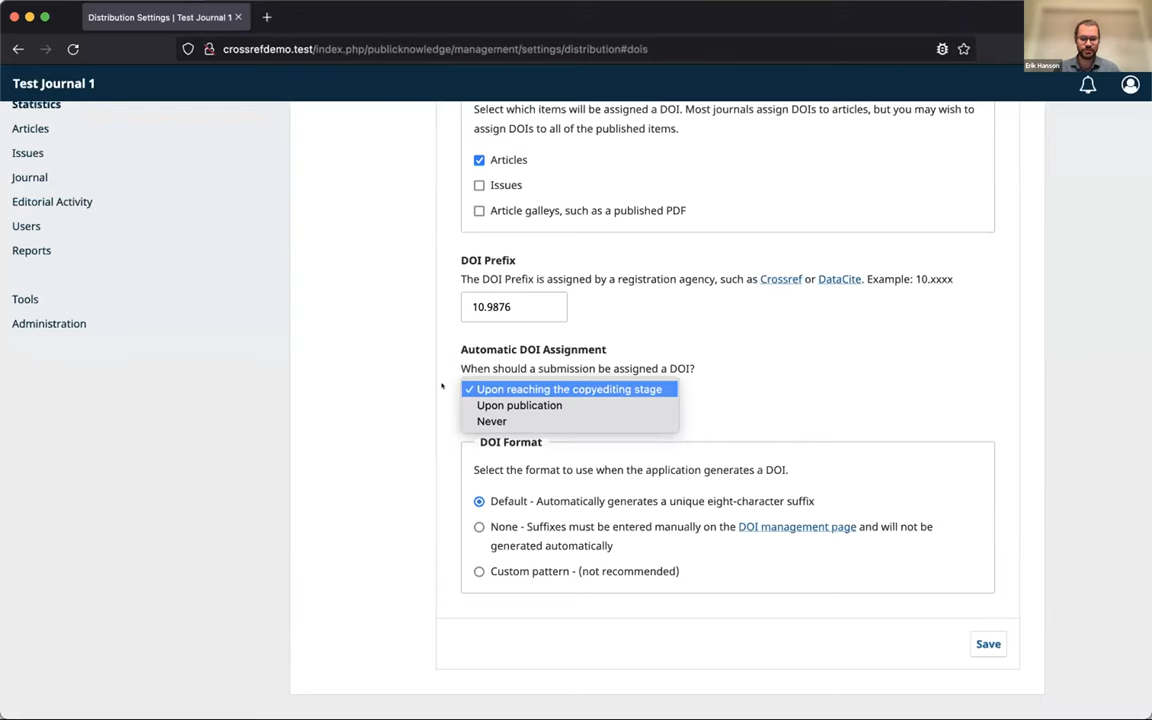 Distribution Settings | Test Journal 1
crossrefdemo.test/index.php/publicknowledge/management/settings/distribution#dois
Erik Hanson
Test Journal 1
Statistics
Articles
Issues
Journal
Editorial Activity
Users
Reports
Tools
Administration
Select which items will be assigned a DOI. Most journals assign DOIs to articles, but you may wish to
assign DOIs to all of the published items.
Articles
Issues
Article galleys, such as a published PDF
DOI Prefix
The DOI Prefix is assigned by a registration agency, such as Crossref or DataCite. Example: 10.xxxx
10.9876
Automatic DOI Assignment
When should a submission be assigned a DOI?
✓ Upon reaching the copyediting stage
Upon publication
Never
DOI Format
Select the format to use when the application generates a DOI.
Default - Automatically generates a unique eight-character suffix
None - Suffixes must be entered manually on the DOI management page and will not be
generated automatically
Custom pattern - (not recommended)
Save